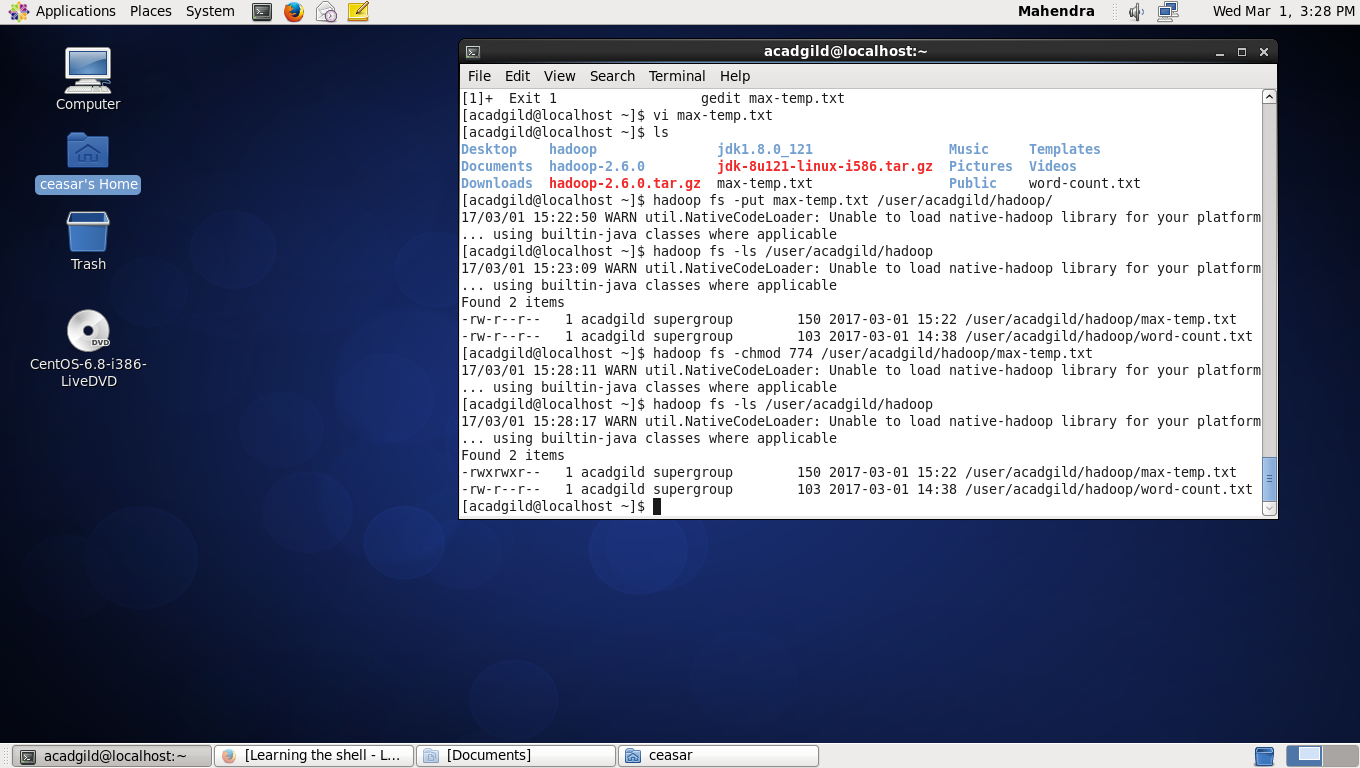 Applications Places System Mahendra Wed Mar 1, 3:28 PM
Computer
ceasar's Home
Trash
DVD
CentOS-6.8-i386-
LiveDVD
acadgild@localhost:~
File Edit View Search Terminal Help
[1]+  Exit 1                  gedit max-temp.txt
[acadgild@localhost ~]$ vi max-temp.txt
[acadgild@localhost ~]$ ls
Desktop    hadoop               jdk1.8.0_121                 Music     Templates
Documents  hadoop-2.6.0         jdk-8u121-linux-i586.tar.gz  Pictures  Videos
Downloads  hadoop-2.6.0.tar.gz  max-temp.txt                 Public    word-count.txt
[acadgild@localhost ~]$ hadoop fs -put max-temp.txt /user/acadgild/hadoop/
17/03/01 15:22:50 WARN util.NativeCodeLoader: Unable to load native-hadoop library for your platform
... using builtin-java classes where applicable
[acadgild@localhost ~]$ hadoop fs -ls /user/acadgild/hadoop
17/03/01 15:23:09 WARN util.NativeCodeLoader: Unable to load native-hadoop library for your platform
... using builtin-java classes where applicable
Found 2 items
-rw-r--r--   1 acadgild supergroup        150 2017-03-01 15:22 /user/acadgild/hadoop/max-temp.txt
-rw-r--r--   1 acadgild supergroup        103 2017-03-01 14:38 /user/acadgild/hadoop/word-count.txt
[acadgild@localhost ~]$ hadoop fs -chmod 774 /user/acadgild/hadoop/max-temp.txt
17/03/01 15:28:11 WARN util.NativeCodeLoader: Unable to load native-hadoop library for your platform
... using builtin-java classes where applicable
[acadgild@localhost ~]$ hadoop fs -ls /user/acadgild/hadoop
17/03/01 15:28:17 WARN util.NativeCodeLoader: Unable to load native-hadoop library for your platform
... using builtin-java classes where applicable
Found 2 items
-rwxrwxr--   1 acadgild supergroup        150 2017-03-01 15:22 /user/acadgild/hadoop/max-temp.txt
-rw-r--r--   1 acadgild supergroup        103 2017-03-01 14:38 /user/acadgild/hadoop/word-count.txt
[acadgild@localhost ~]$
acadgild@localhost:~ [Learning the shell - L... [Documents] ceasar